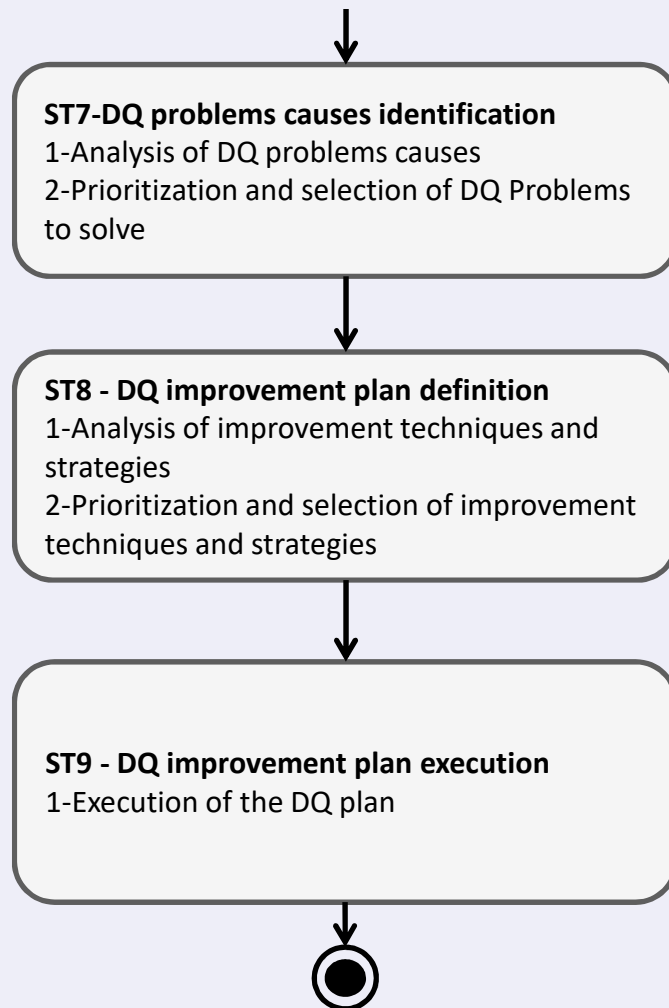 ST7-DQ problems causes identification
1-Analysis of DQ problems causes
2-Prioritization and selection of DQ Problems
to solve
ST8 - DQ improvement plan definition
1-Analysis of improvement techniques and
strategies
2-Prioritization and selection of improvement
techniques and strategies
ST9 - DQ improvement plan execution
1-Execution of the DQ plan